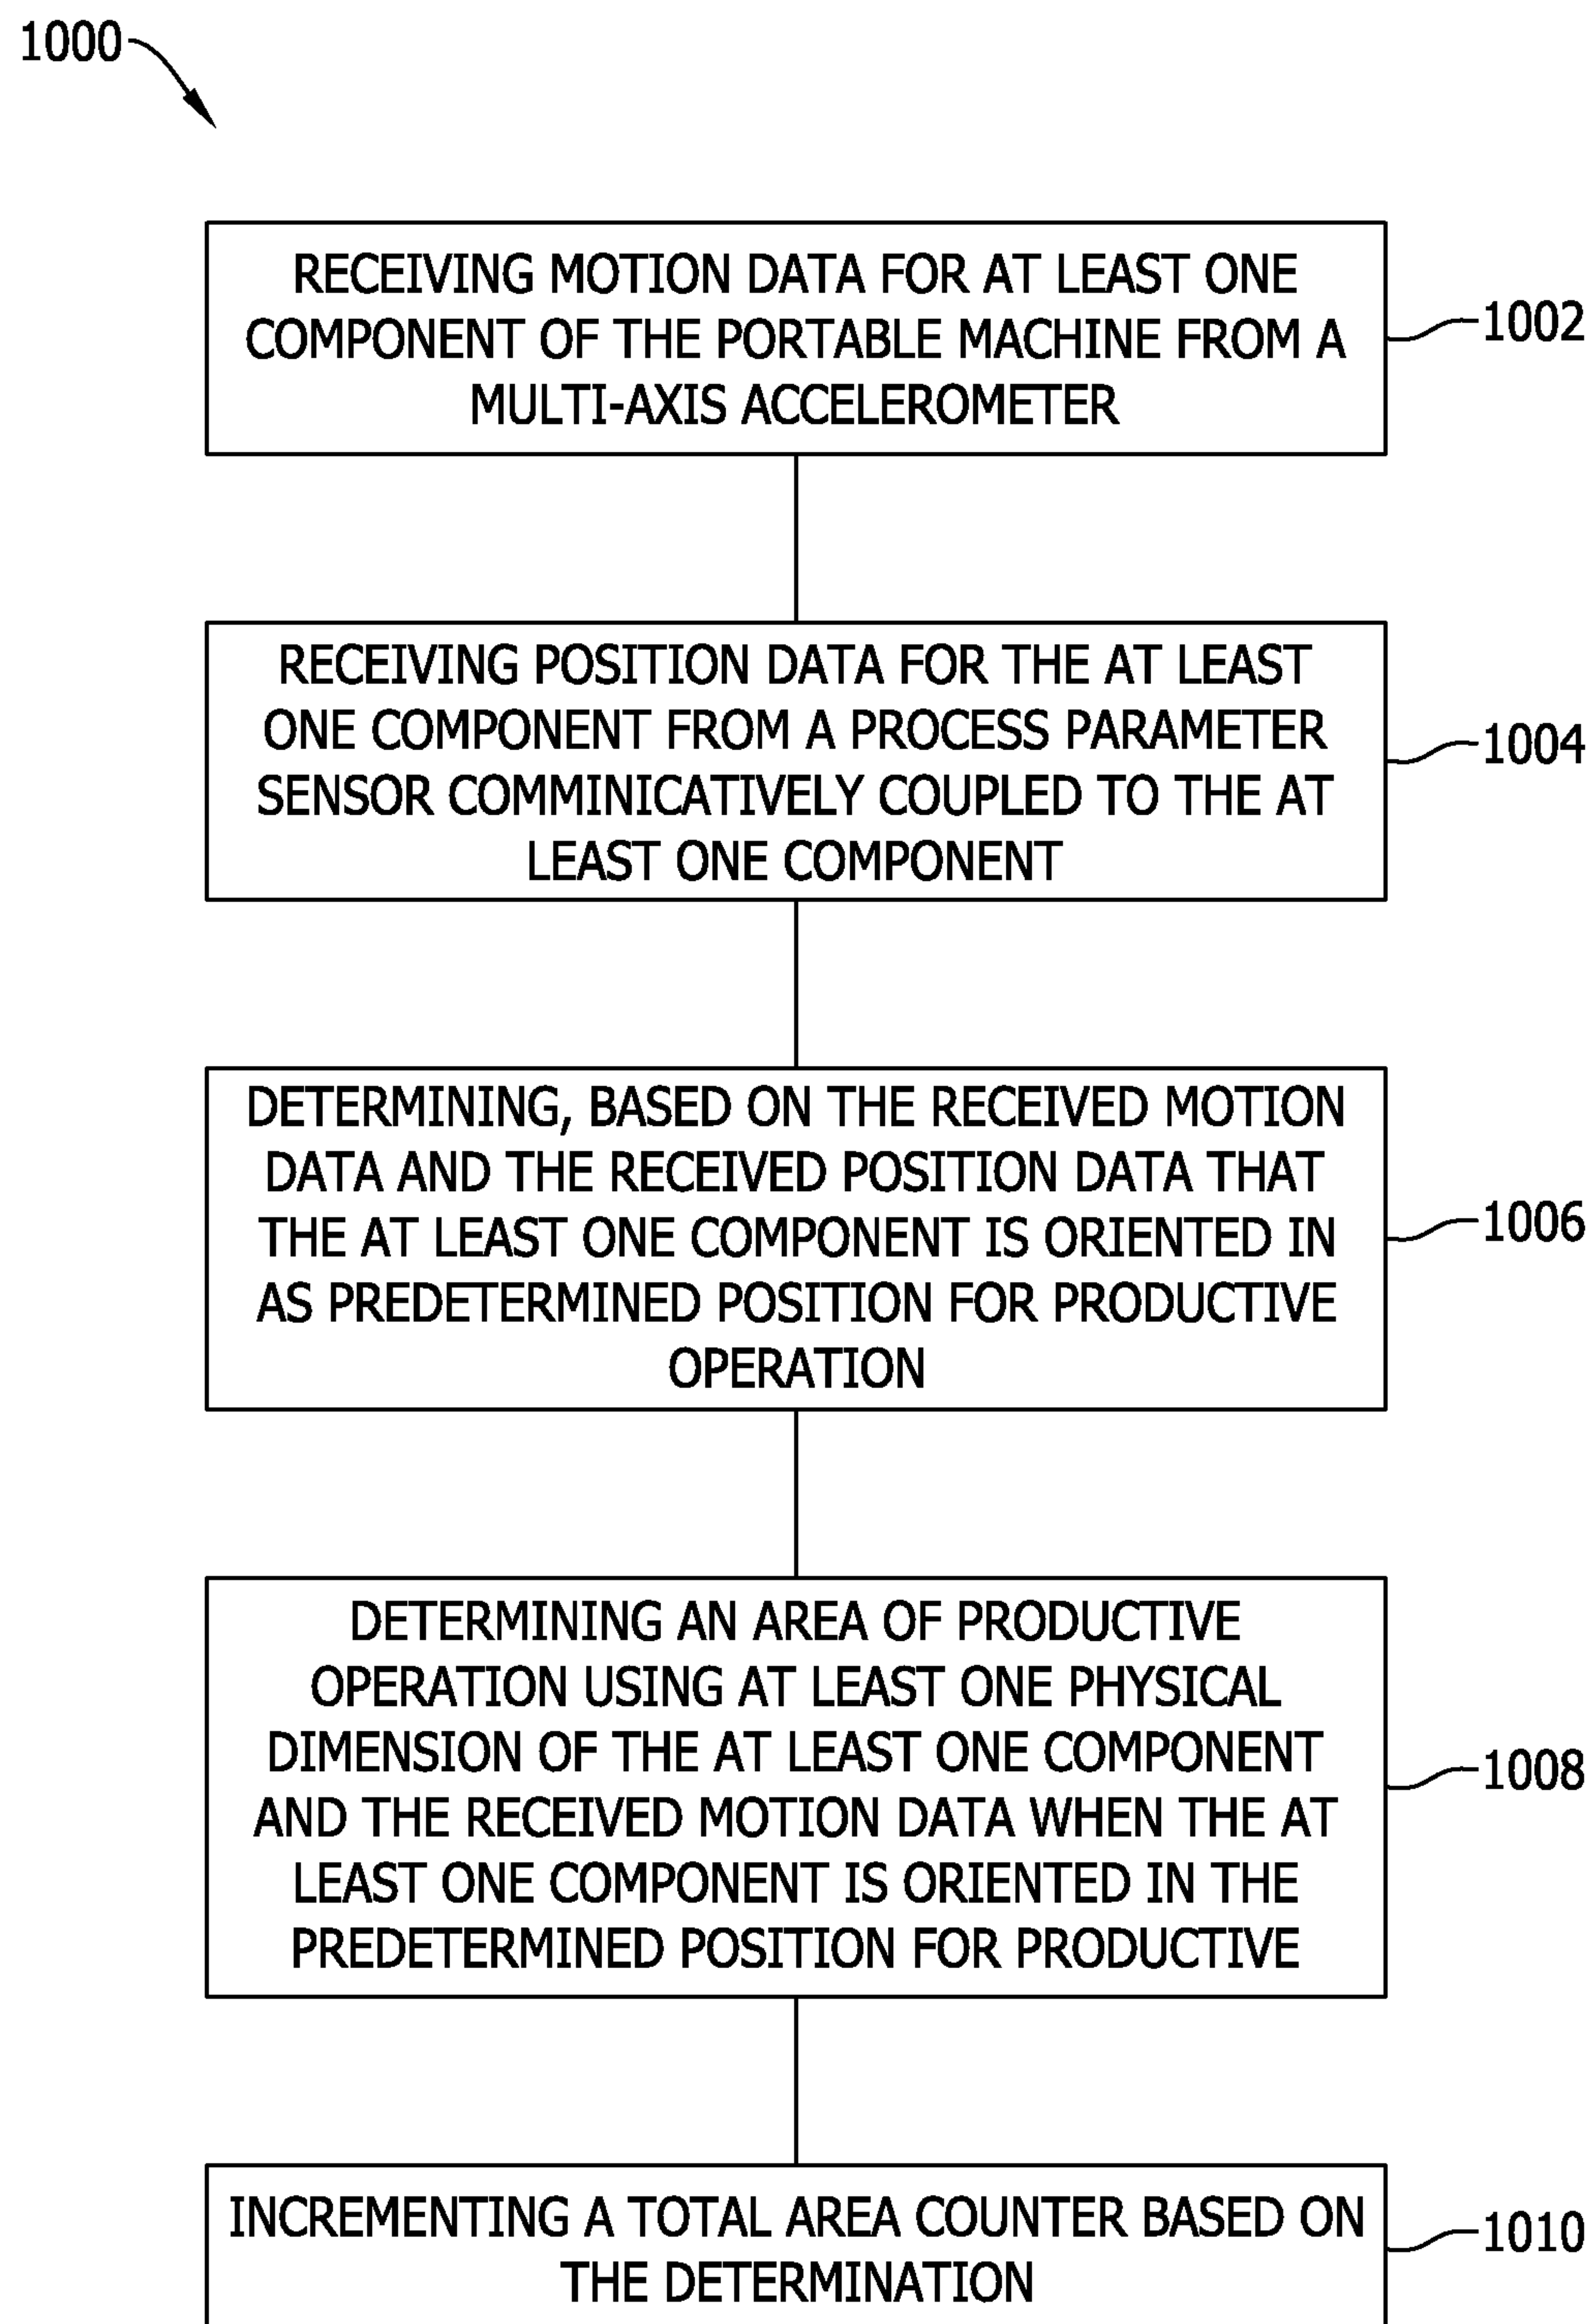 1000
RECEIVING MOTION DATA FOR AT LEAST ONE
COMPONENT OF THE PORTABLE MACHINE FROM A
MULTI-AXIS ACCELEROMETER
1002
RECEIVING POSITION DATA FOR THE AT LEAST
ONE COMPONENT FROM A PROCESS PARAMETER
SENSOR COMMINICATIVELY COUPLED TO THE AT
LEAST ONE COMPONENT
1004
DETERMINING, BASED ON THE RECEIVED MOTION
DATA AND THE RECEIVED POSITION DATA THAT
THE AT LEAST ONE COMPONENT IS ORIENTED IN
AS PREDETERMINED POSITION FOR PRODUCTIVE
OPERATION
1006
DETERMINING AN AREA OF PRODUCTIVE
OPERATION USING AT LEAST ONE PHYSICAL
DIMENSION OF THE AT LEAST ONE COMPONENT
AND THE RECEIVED MOTION DATA WHEN THE AT
LEAST ONE COMPONENT IS ORIENTED IN THE
PREDETERMINED POSITION FOR PRODUCTIVE
1008
INCREMENTING A TOTAL AREA COUNTER BASED ON
THE DETERMINATION
1010